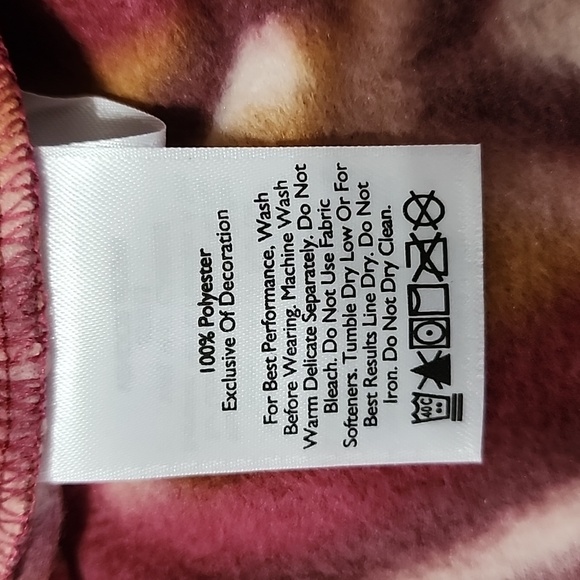 100% Polyester
Exclusive Of Decoration
For Best Performance, Wash
Before Wearing. Machine Wash
Warm Delicate Separately. Do Not
Bleach. Do Not Use Fabric
Softeners. Tumble Dry Low Or For
Best Results Line Dry. Do Not
Iron. Do Not Dry Clean.
40C